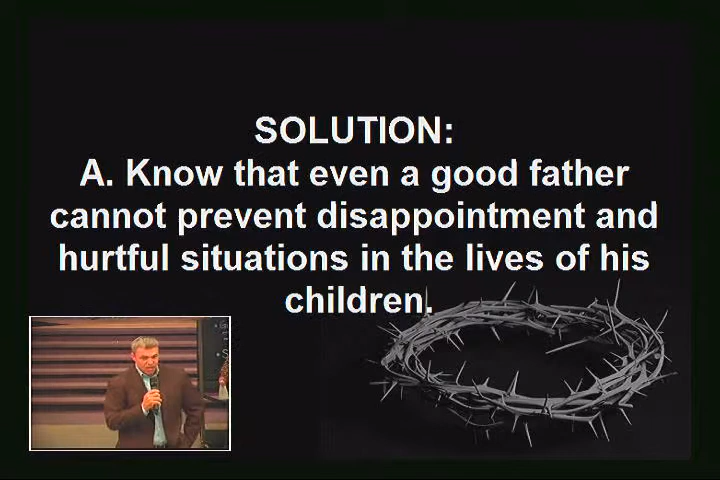 SOLUTION:
A. Know that even a good father
cannot prevent disappointment and
hurtful situations in the lives of his
children.